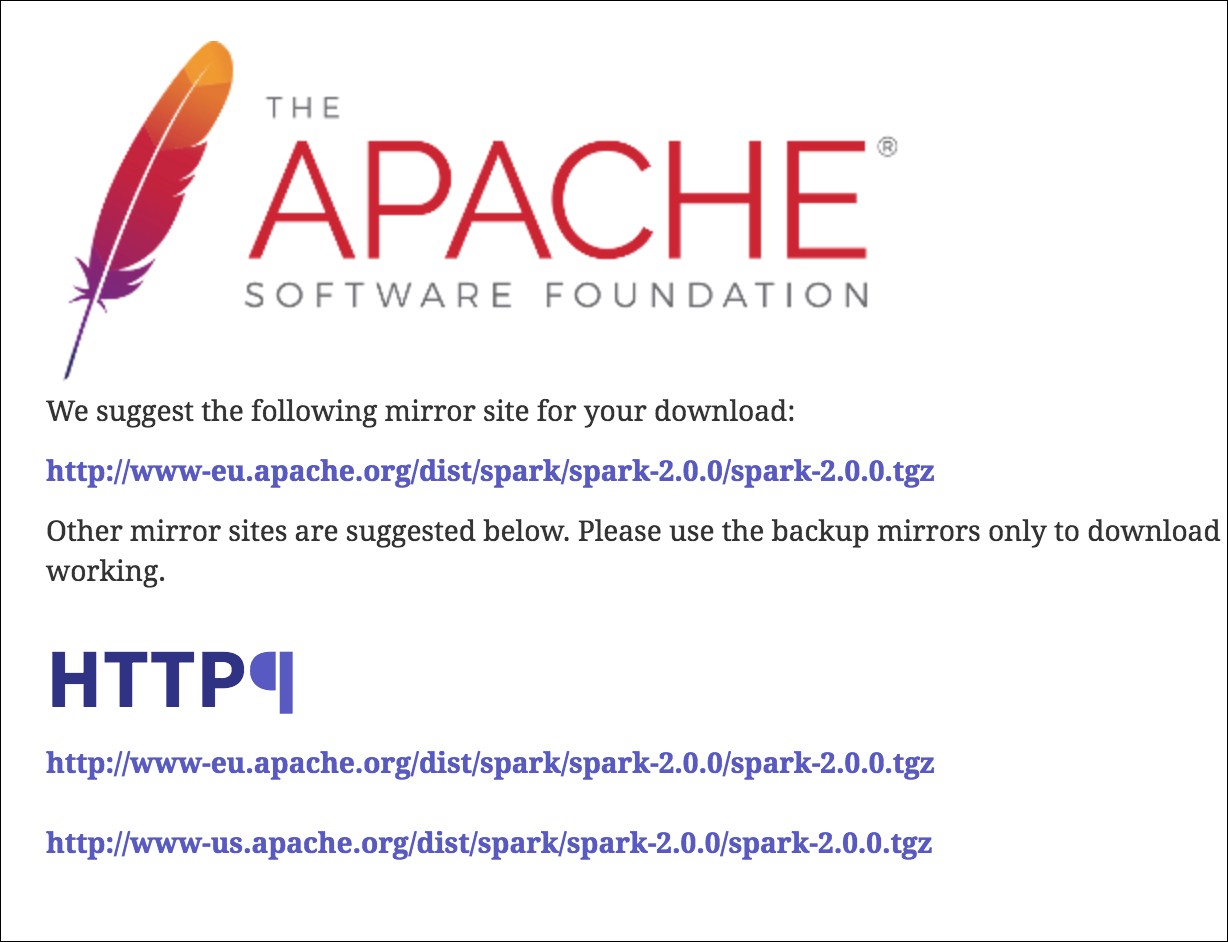 THE
APACHE®
SOFTWARE FOUNDATION
We suggest the following mirror site for your download:
http://www-eu.apache.org/dist/spark/spark-2.0.0/spark-2.0.0.tgz
Other mirror sites are suggested below. Please use the backup mirrors only to download
working.
HTTP¶
http://www-eu.apache.org/dist/spark/spark-2.0.0/spark-2.0.0.tgz
http://www-us.apache.org/dist/spark/spark-2.0.0/spark-2.0.0.tgz